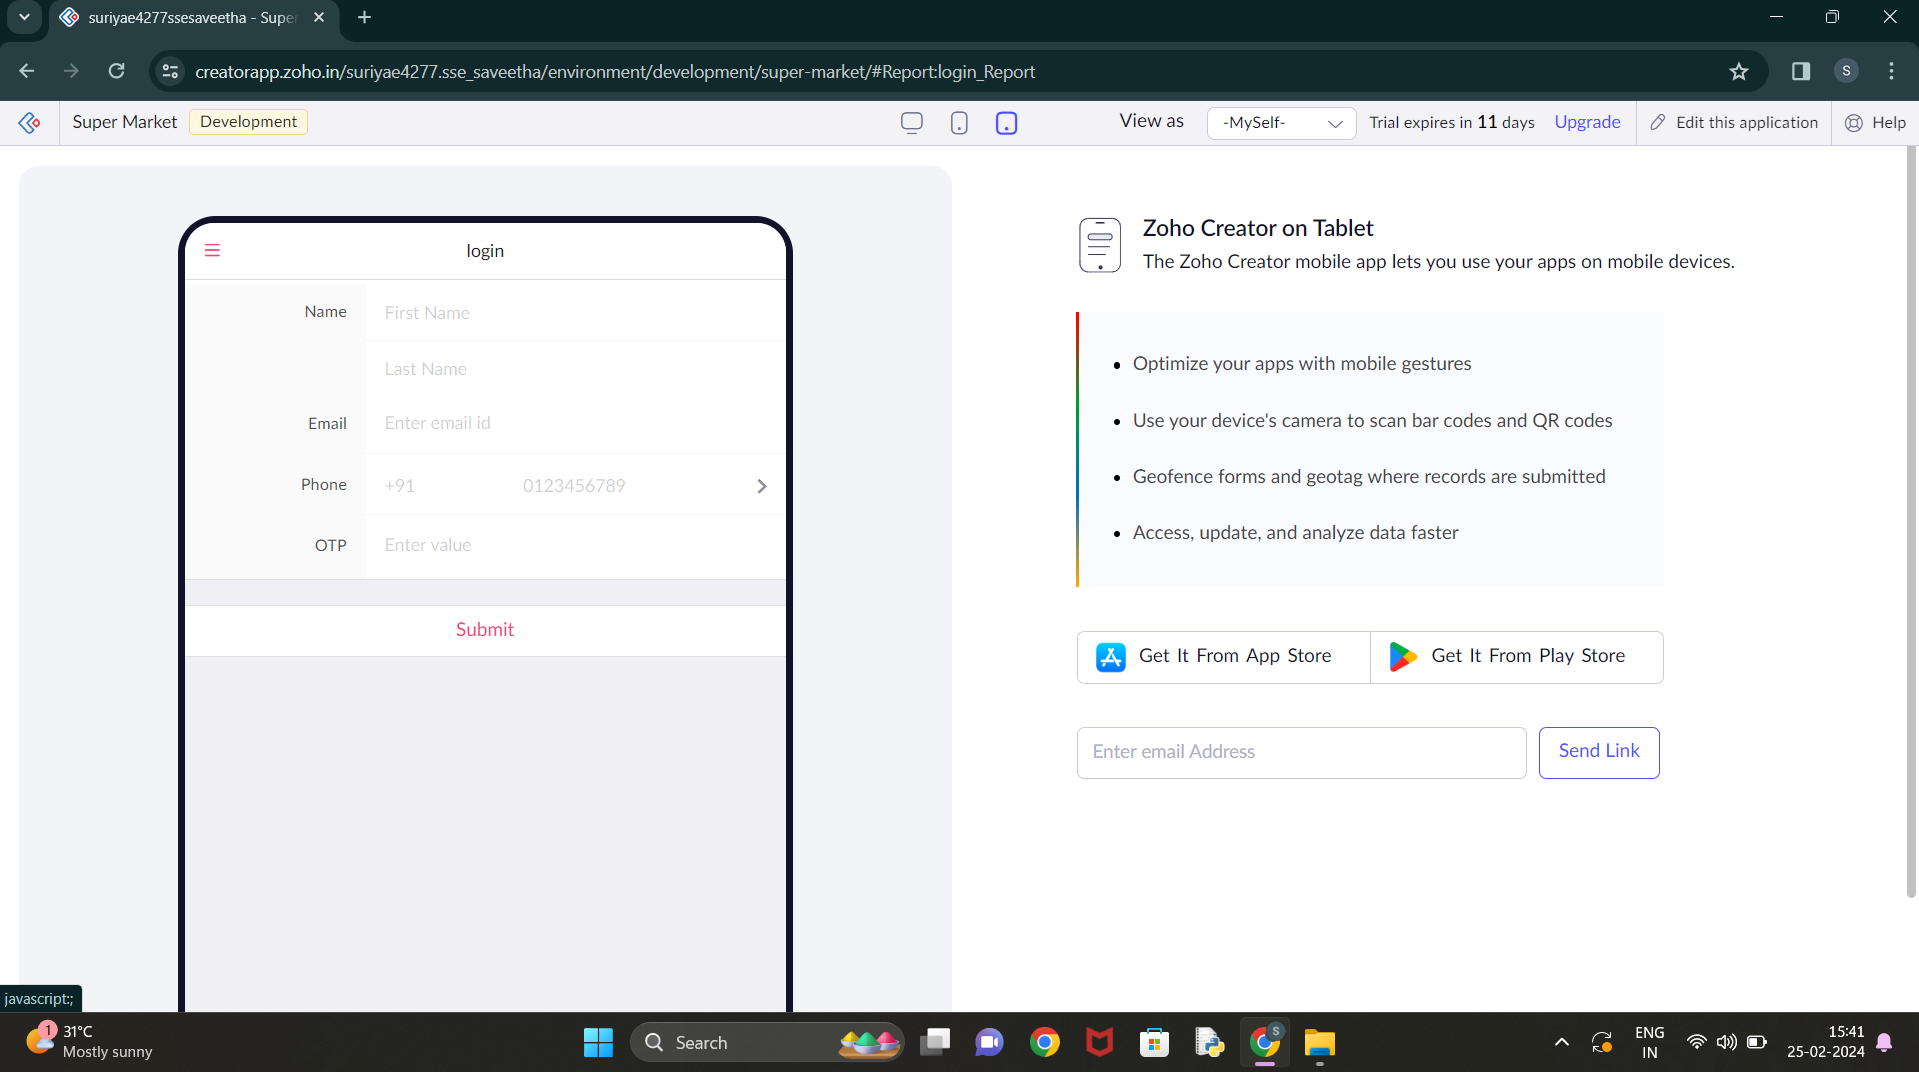 suriyae4277ssesaveetha - Super
creatorapp.zoho.in/suriyae4277.sse_saveetha/environment/development/super-market/#Report:login_Report
S
Super Market
Development
View as
-MySelf-
Trial expires in 11 days
Upgrade
Edit this application
Help
login
Name
First Name
Last Name
Email
Enter email id
Phone
+91
0123456789
OTP
Enter value
Submit
Zoho Creator on Tablet
The Zoho Creator mobile app lets you use your apps on mobile devices.
Optimize your apps with mobile gestures
Use your device's camera to scan bar codes and QR codes
Geofence forms and geotag where records are submitted
Access, update, and analyze data faster
Get It From App Store
Get It From Play Store
Enter email Address
Send Link
javascript:;
1
31°C
Mostly sunny
Search
S
ENG
IN
15:41
25-02-2024